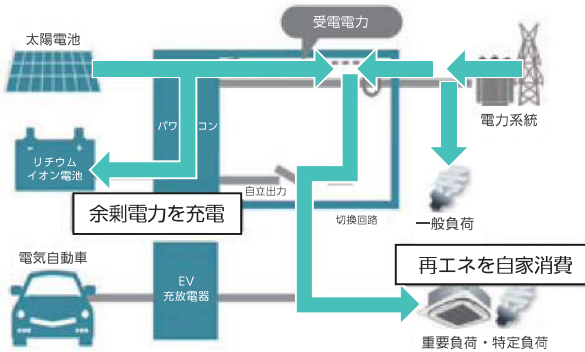 受電電力
太陽電池
電力系統
パワ コン
リチウム
イオン電池
自立出力
余剰電力を充電
切換回路
一般負荷
電気自動車
EV
充放電器
再エネを自家消費
重要負荷・特定負荷